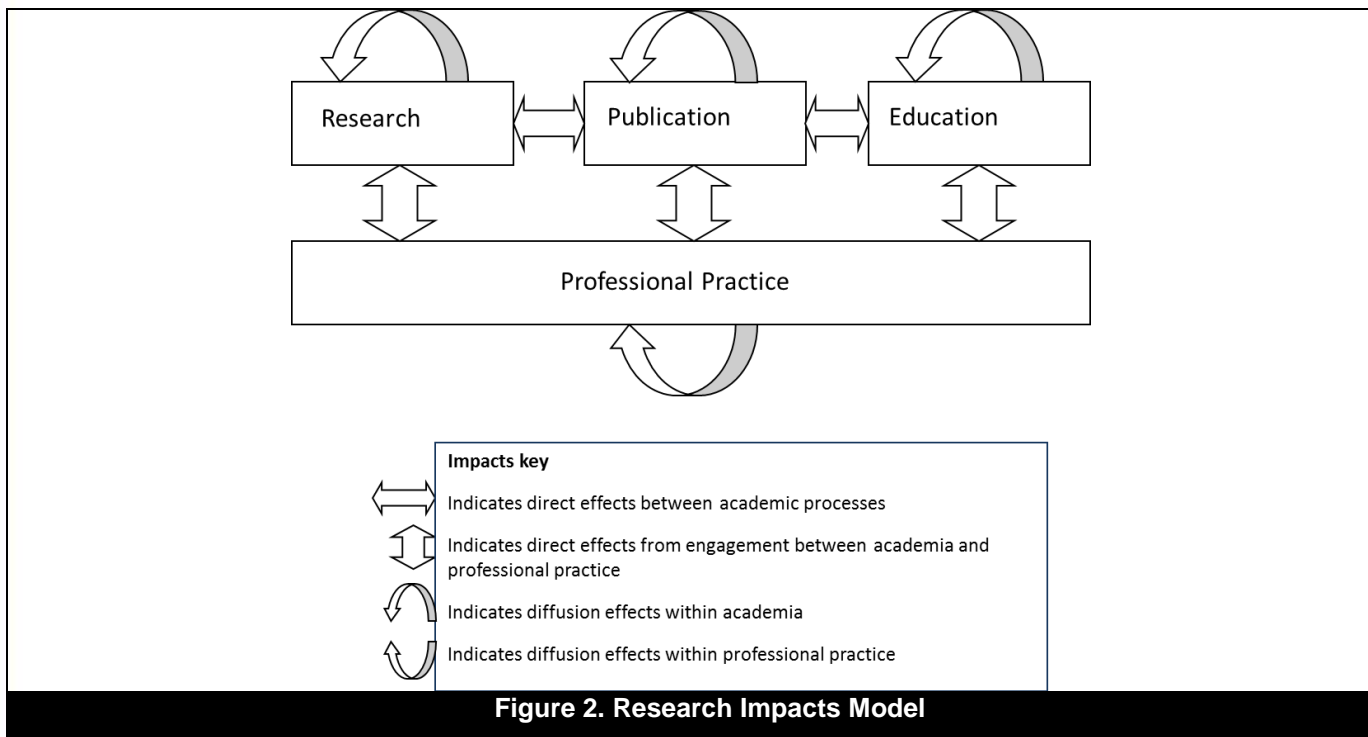 Research
Publication
Education
Professional Practice
Impacts key
Indicates direct effects between academic processes
Indicates direct effects from engagement between academia and
professional practice
Indicates diffusion effects within academia
Indicates diffusion effects within professional practice
Figure 2. Research Impacts Model